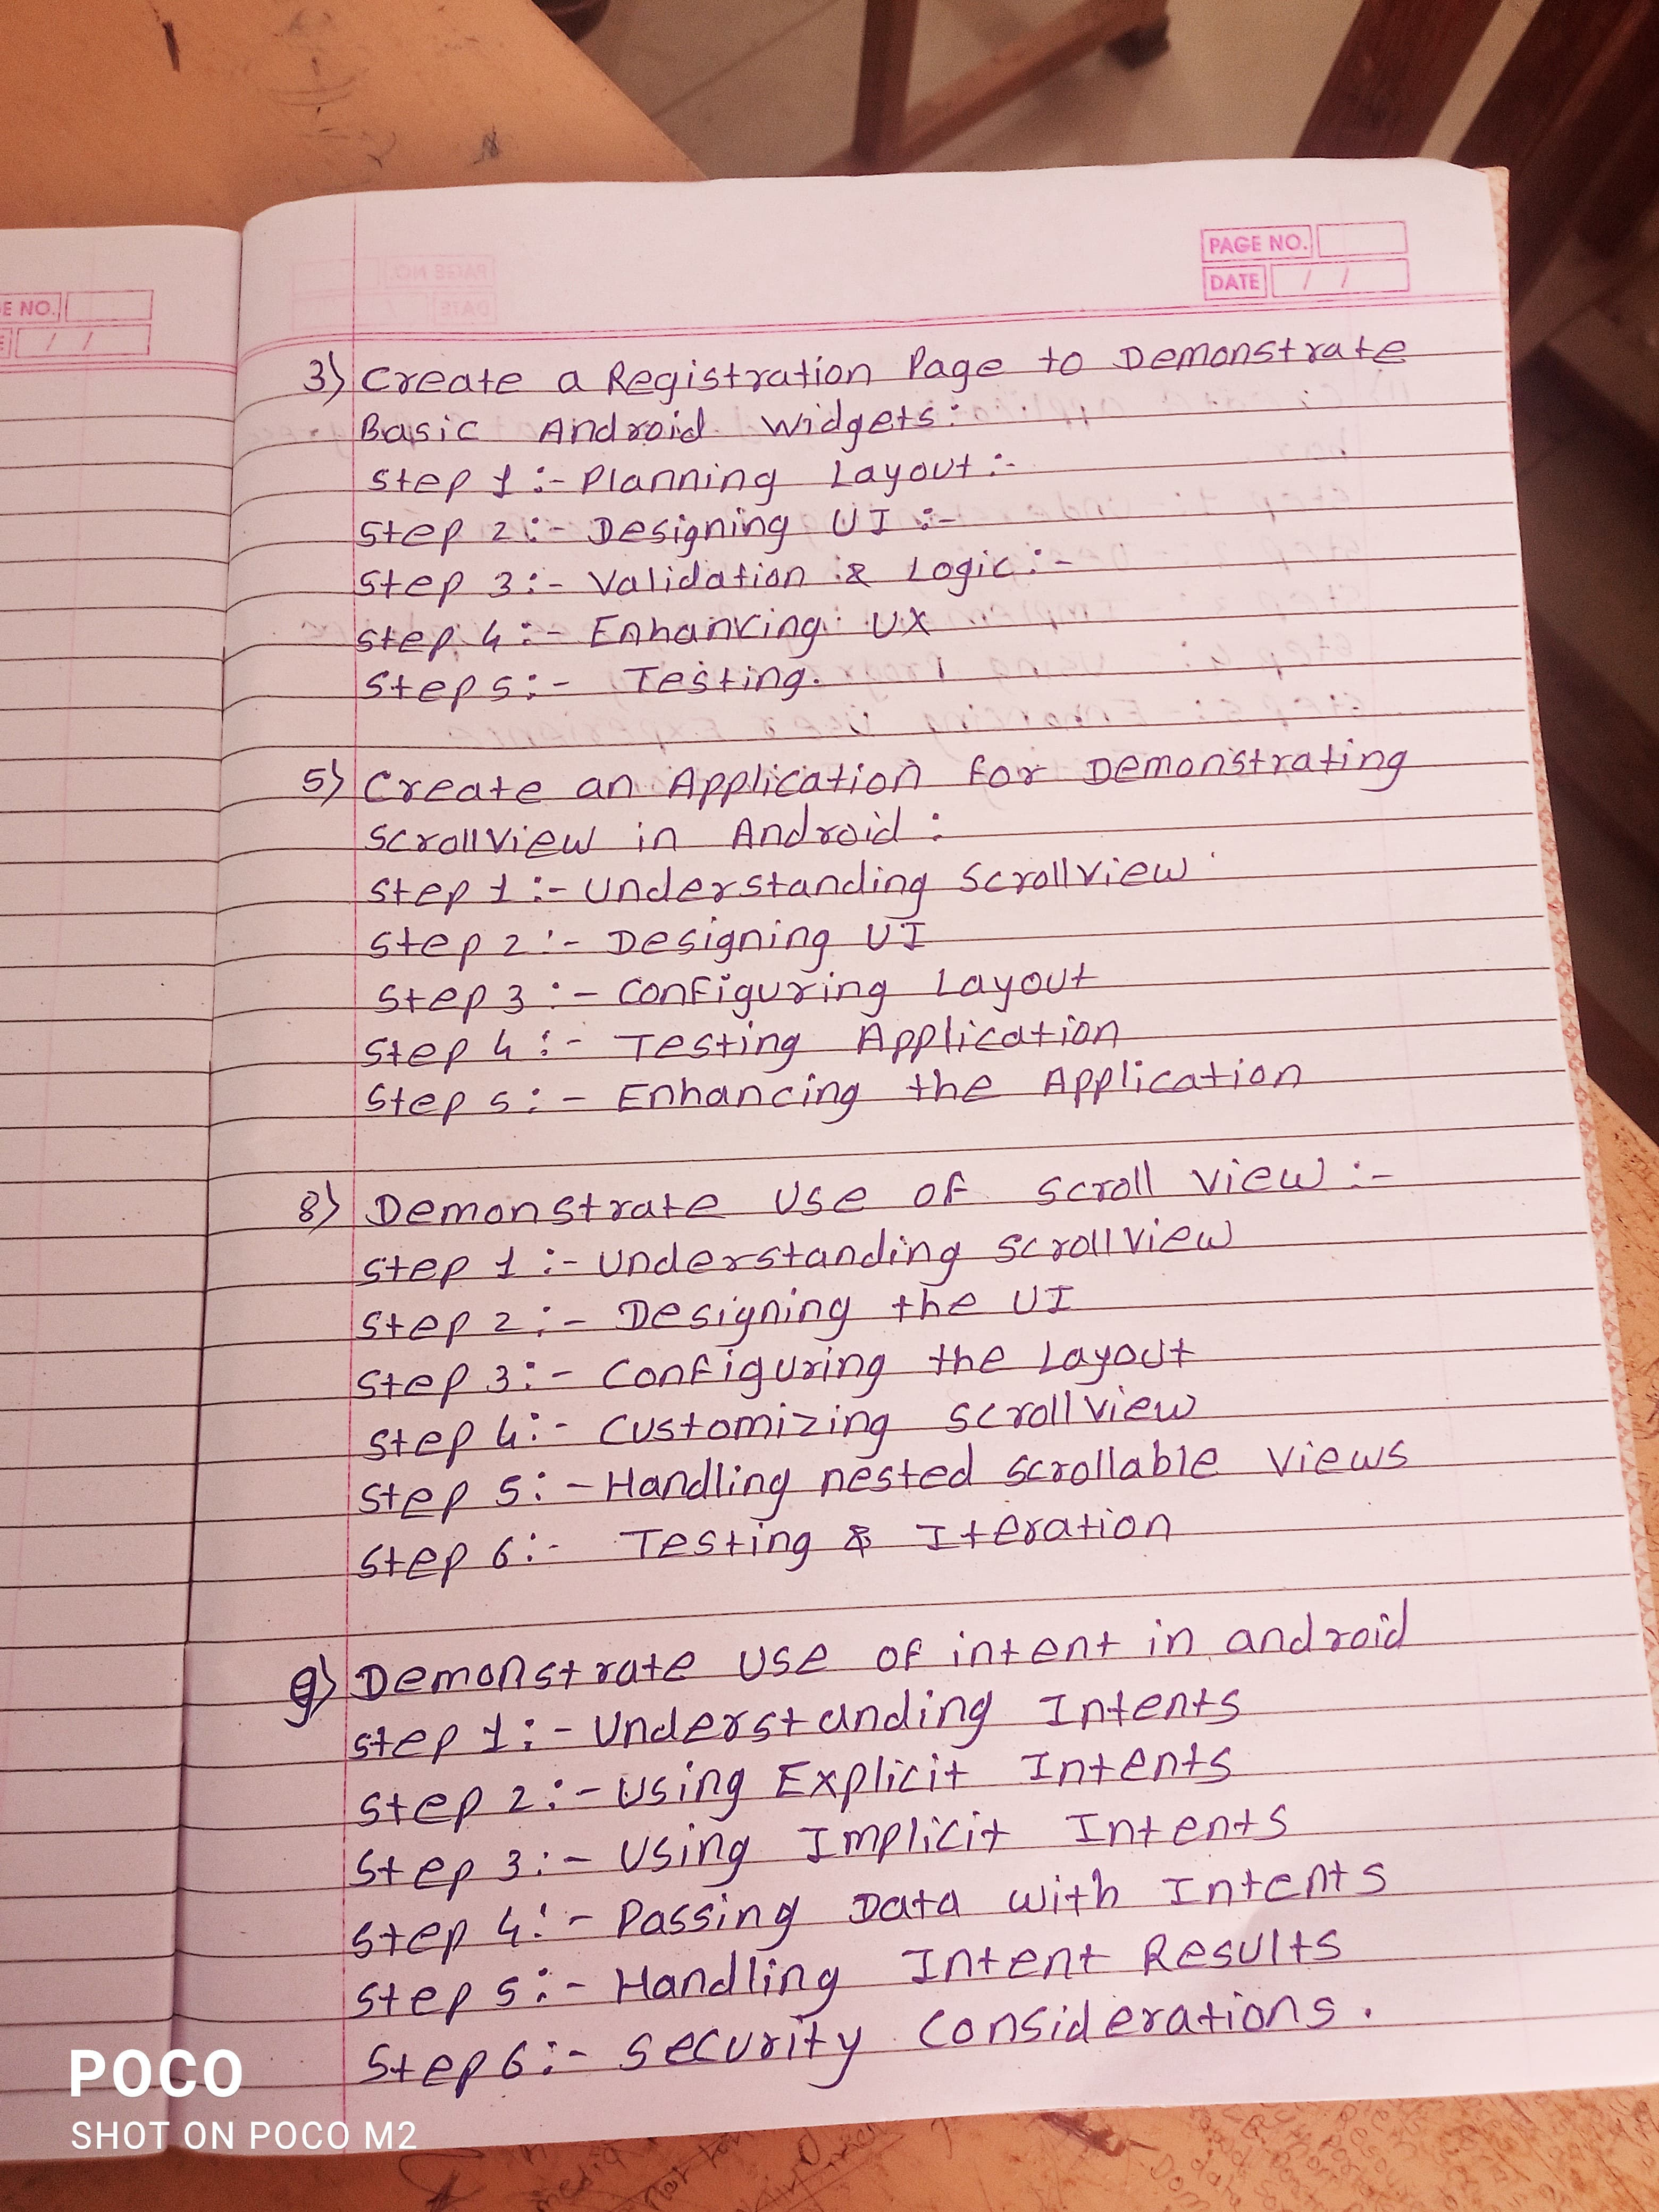 E NO.
/ /
PAGE NO.
DATE / /
3) Create a Registration Page to Demonstrate
Basic Android Widgets:
Step 1:- Planning Layout:-
Step 2:- Designing UI :-
Step 3:- Validation & Logic:-
Step 4:- Enhancing UX
Step 5:- Testing.
5) Create an Application for Demonstrating
ScrollView in Android :
Step 1:- Understanding Scrollview
Step 2:- Designing UI
Step 3:- Configuring Layout
Step 4:- Testing Application
Step 5:- Enhancing the Application
8) Demonstrate Use of Scroll View:-
Step 1:- Understanding ScrollView
Step 2:- Designing the UI
Step 3:- Configuring the Layout
Step 4:- Customizing ScrollView
Step 5:- Handling nested scrollable Views
Step 6:- Testing & Iteration
9) Demonstrate Use of intent in android
Step 1:- Understanding Intents
Step 2:- Using Explicit Intents
Step 3:- Using Implicit Intents
Step 4:- Passing Data with Intents
Step 5:- Handling Intent Results
Step 6:- Security Considerations.
POCO
SHOT ON POCO M2